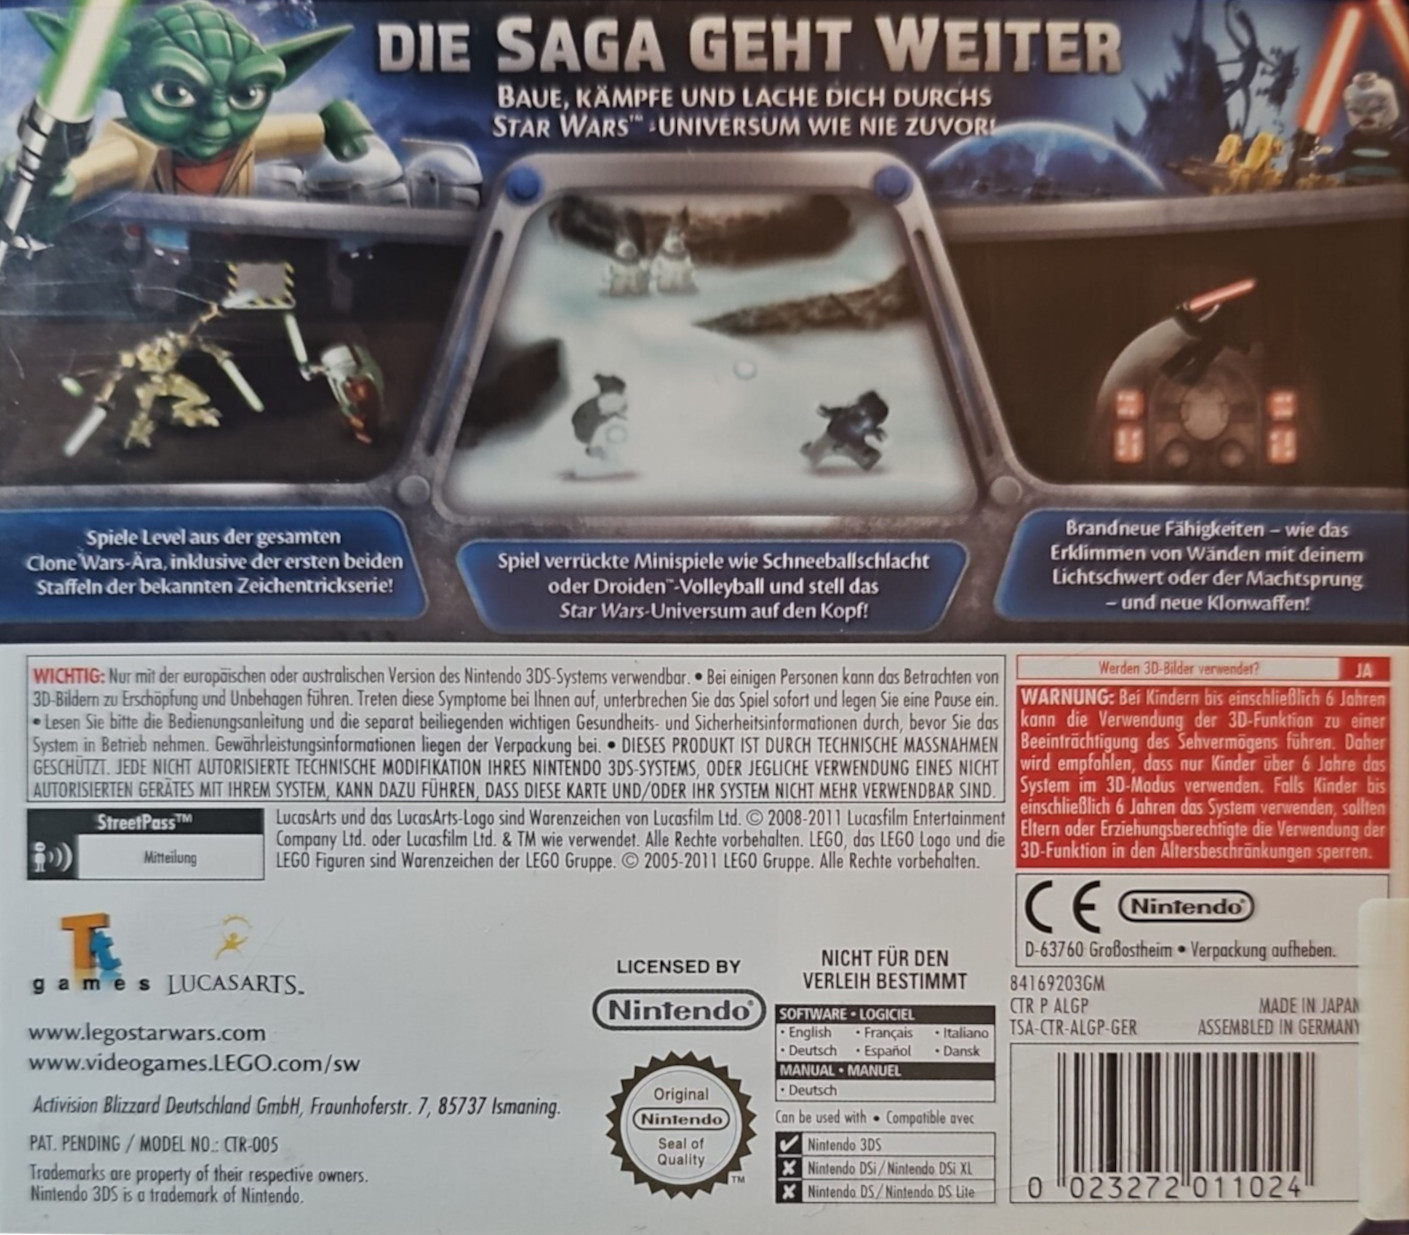 DIE SAGA GEHT WEITER
BAUE, KÄMPFE UND LACHE DICH DURCHS
STAR WARS™-UNIVERSUM WIE NIE ZUVOR!
Spiele Level aus der gesamten
Clone Wars-Ära, inklusive der ersten beiden
Staffeln der bekannten Zeichentrickserie!
Spiel verrückte Minispiele wie Schneeballschlacht
oder Droiden™-Volleyball und stell das
Star Wars-Universum auf den Kopf!
Brandneue Fähigkeiten – wie das
Erklimmen von Wänden mit deinem
Lichtschwert oder der Machtsprung
– und neue Klonwaffen!
WICHTIG: Nur mit der europäischen oder australischen Version des Nintendo 3DS-Systems verwendbar. • Bei einigen Personen kann das Betrachten von
3D-Bildern zu Erschöpfung und Unbehagen führen. Treten diese Symptome bei Ihnen auf, unterbrechen Sie das Spiel sofort und legen Sie eine Pause ein.
• Lesen Sie bitte die Bedienungsanleitung und die separat beiliegenden wichtigen Gesundheits- und Sicherheitsinformationen durch, bevor Sie das
System in Betrieb nehmen. Gewährleistungsinformationen liegen der Verpackung bei. • DIESES PRODUKT IST DURCH TECHNISCHE MASSNAHMEN
GESCHÜTZT. JEDE NICHT AUTORISIERTE TECHNISCHE MODIFIKATION IHRES NINTENDO 3DS-SYSTEMS, ODER JEGLICHE VERWENDUNG EINES NICHT
AUTORISIERTEN GERÄTES MIT IHREM SYSTEM, KANN DAZU FÜHREN, DASS DIESE KARTE UND/ODER IHR SYSTEM NICHT MEHR VERWENDBAR SIND.
Werden 3D-Bilder verwendet? JA
WARNUNG: Bei Kindern bis einschließlich 6 Jahren
kann die Verwendung der 3D-Funktion zu einer
Beeinträchtigung des Sehvermögens führen. Daher
wird empfohlen, dass nur Kinder über 6 Jahre das
System im 3D-Modus verwenden. Falls Kinder bis
einschließlich 6 Jahren das System verwenden, sollten
Eltern oder Erziehungsberechtigte die Verwendung der
3D-Funktion in den Altersbeschränkungen sperren.
StreetPass™
Mitteilung
LucasArts und das LucasArts-Logo sind Warenzeichen von Lucasfilm Ltd. © 2008-2011 Lucasfilm Entertainment
Company Ltd. oder Lucasfilm Ltd. & TM wie verwendet. Alle Rechte vorbehalten. LEGO, das LEGO Logo und die
LEGO Figuren sind Warenzeichen der LEGO Gruppe. © 2005-2011 LEGO Gruppe. Alle Rechte vorbehalten.
CE Nintendo®
D-63760 Großostheim • Verpackung aufheben.
Tt
games
LUCASARTS
www.legostarwars.com
www.videogames.LEGO.com/sw
Activision Blizzard Deutschland GmbH, Fraunhoferstr. 7, 85737 Ismaning.
PAT. PENDING / MODEL NO.: CTR-005
Trademarks are property of their respective owners.
Nintendo 3DS is a trademark of Nintendo.
LICENSED BY
Nintendo®
Original
Nintendo
Seal of
Quality
TM
NICHT FÜR DEN
VERLEIH BESTIMMT
SOFTWARE • LOGICIEL
• English • Français • Italiano
• Deutsch • Español • Dansk
MANUAL • MANUEL
• Deutsch
Can be used with • Compatible avec
Nintendo 3DS
Nintendo DSi/Nintendo DSi XL
Nintendo DS/Nintendo DS Lite
84169203GM
CTR P ALGP MADE IN JAPAN
TSA-CTR-ALGP-GER ASSEMBLED IN GERMANY
0 023272 011024